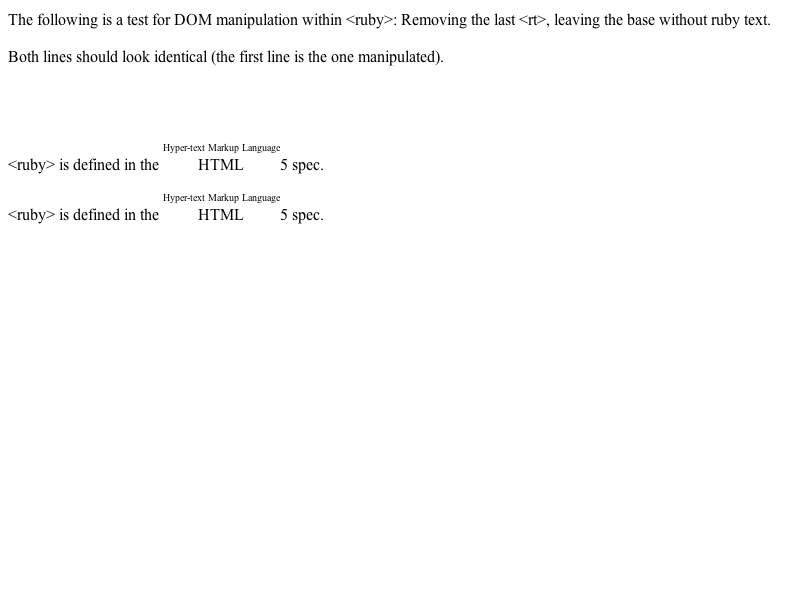 The following is a test for DOM manipulation within <ruby>: Removing the last <rt>, leaving the base without ruby text.
Both lines should look identical (the first line is the one manipulated).
Hyper-text Markup Language
<ruby> is defined in the HTML 5 spec.
Hyper-text Markup Language
<ruby> is defined in the HTML 5 spec.